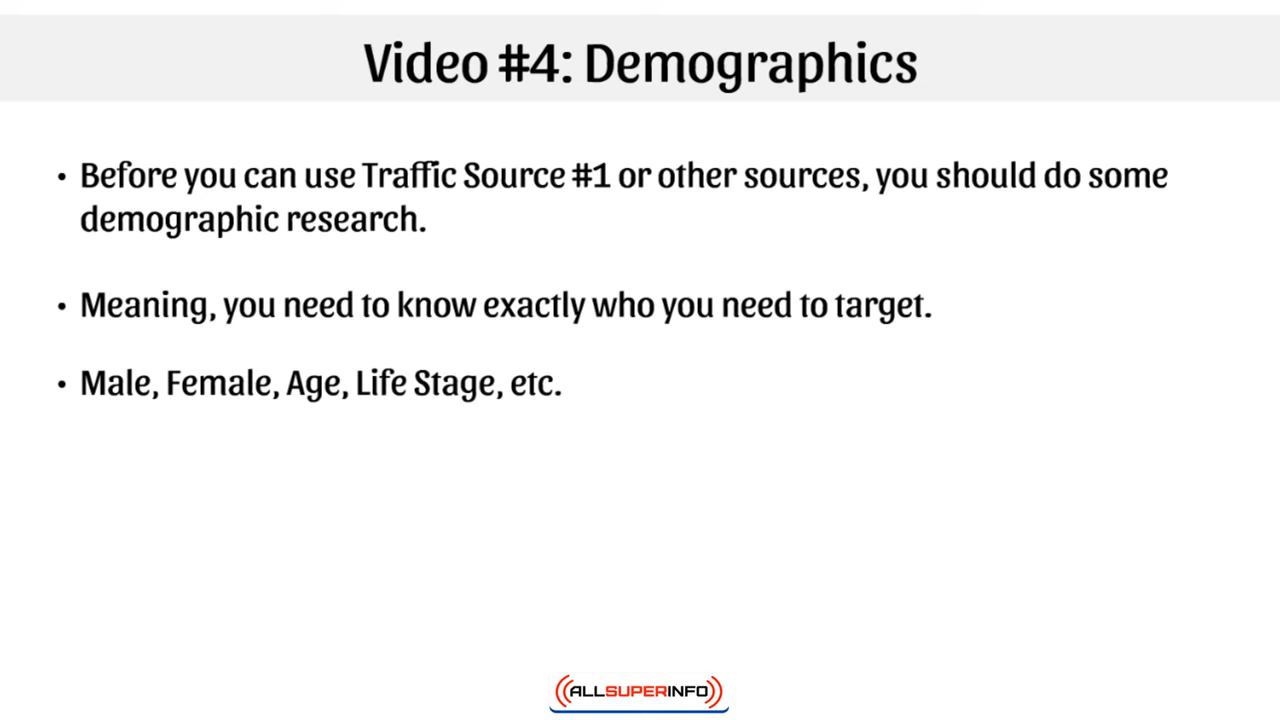 Video #4: Demographics
• Before you can use Traffic Source #1 or other sources, you should do some
demographic research.
• Meaning, you need to know exactly who you need to target.
• Male, Female, Age, Life Stage, etc.
ALLSUPERINFO